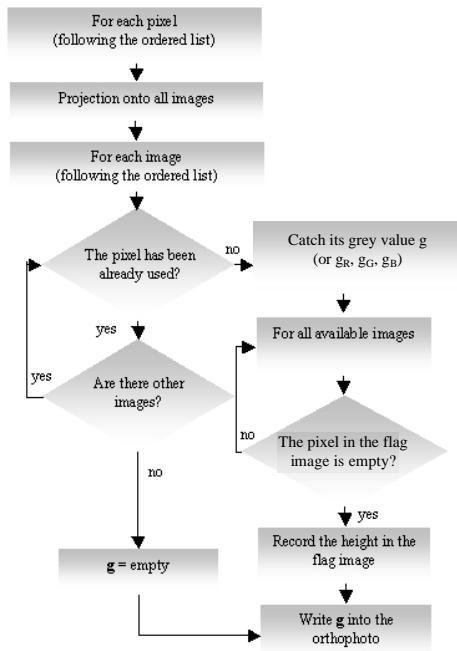 For each pixel
(following the ordered list)
Projection onto all images
For each image
(following the ordered list)
The pixel has been
already used?
no
Catch its grey value g
(or gR, gG, gB)
yes
For all available images
yes
Are there other
images?
no
The pixel in the flag
image is empty?
no
yes
g = empty
Record the height in the
flag image
Write g into the
orthophoto